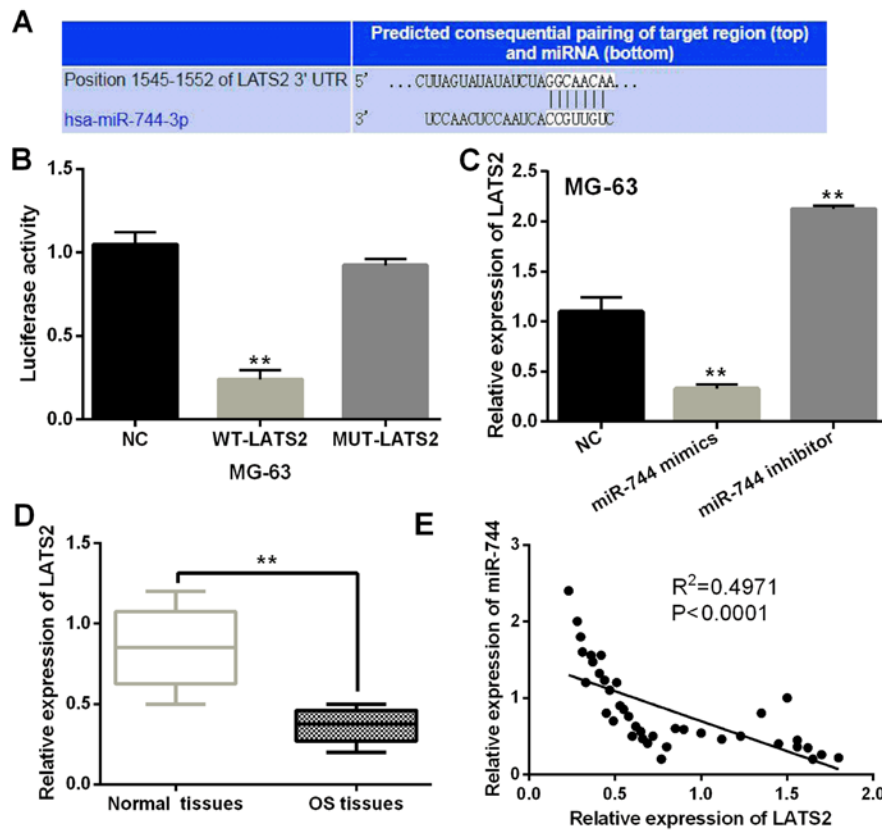 A
Predicted consequential pairing of target region (top)
and miRNA (bottom)
Position 1545-1552 of LATS2 3' UTR 5' ...CUUAGUAUAUAUCUAGGCAACAA...
hsa-miR-744-3p 3' UCCAACUCCAAUCACCGUUGUC
B
Luciferase activity
1.5
1.0
0.5
0.0
**
NC WT-LATS2 MUT-LATS2
MG-63
C
MG-63
Relative expression of LATS2
2.5
2.0
1.5
1.0
0.5
0.0
**
**
NC
miR-744 mimics
miR-744 inhibitor
D
Relative expression of LATS2
1.5
1.0
0.5
0.0
**
Normal tissues OS tissues
E
Relative expression of miR-744
3
2
1
0
R²=0.4971
P<0.0001
0.0 0.5 1.0 1.5 2.0
Relative expression of LATS2